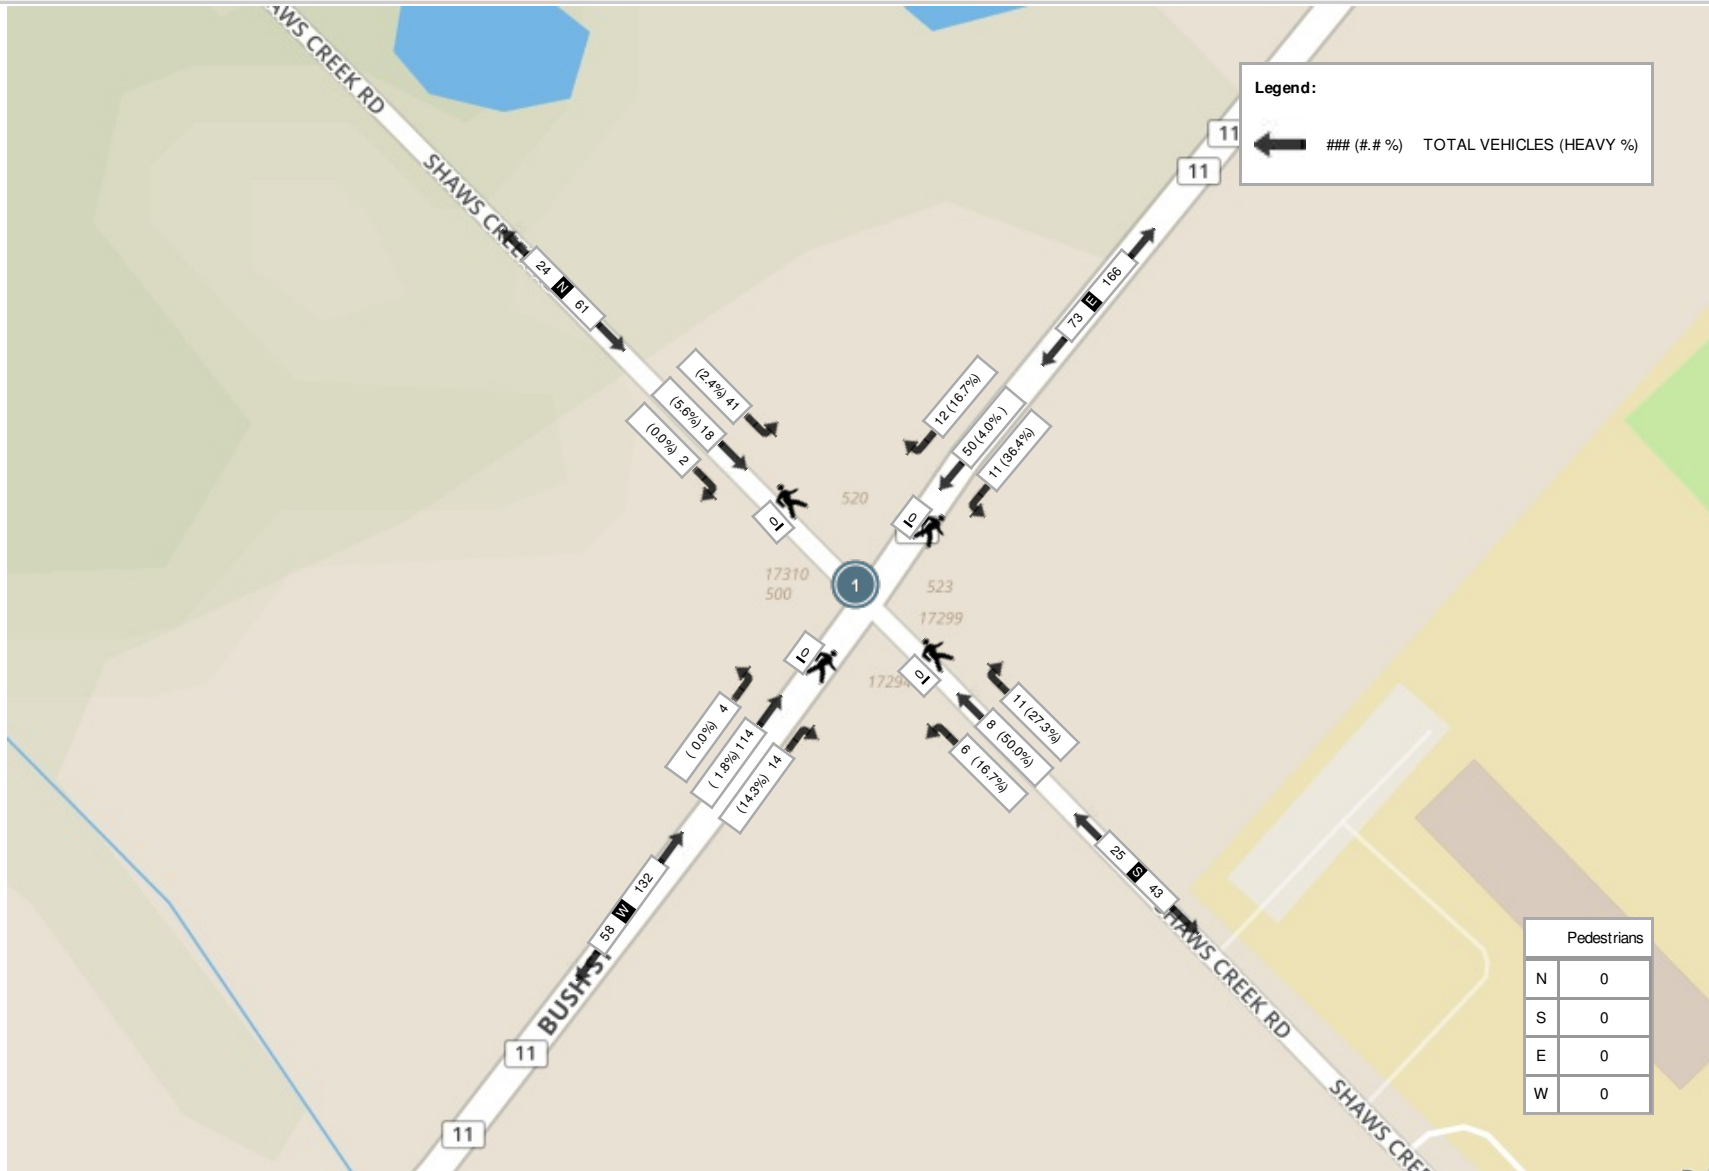 AWS CREEK RD
SHAWS CREE
Legend:
### (#.# %) TOTAL VEHICLES (HEAVY %)
11
11
24 N 61
73 E 166
(2.4%) 41
(5.6%) 18
(0.0%) 2
12 (16.7%)
50 (4.0% )
11 (36.4%)
0
0
520
1
17310
500
523
17299
17294
0
0
( 0.0%) 4
( 1.8%) 114
(14.3%) 14
11 (27.3%)
8 (50.0%)
6 (16.7%)
58 W 132
25 S 43
BUSH ST
11
11
SHAWS CREEK RD
SHAWS CREE
Pedestrians
N 0
S 0
E 0
W 0